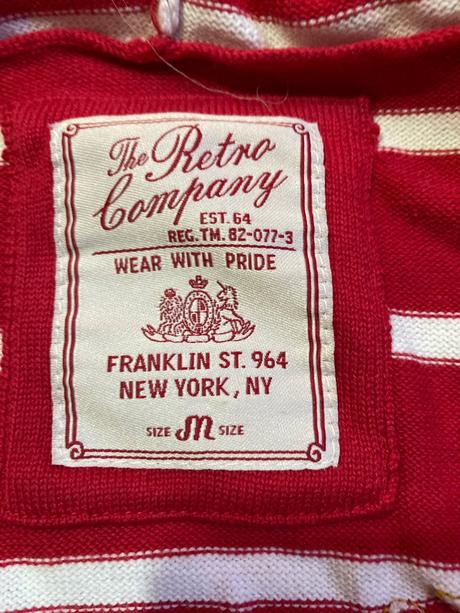 The Retro
Company
EST. 64
REG. TM. 82-077-3
WEAR WITH PRIDE
FRANKLIN ST. 964
NEW YORK, NY
SIZE M SIZE